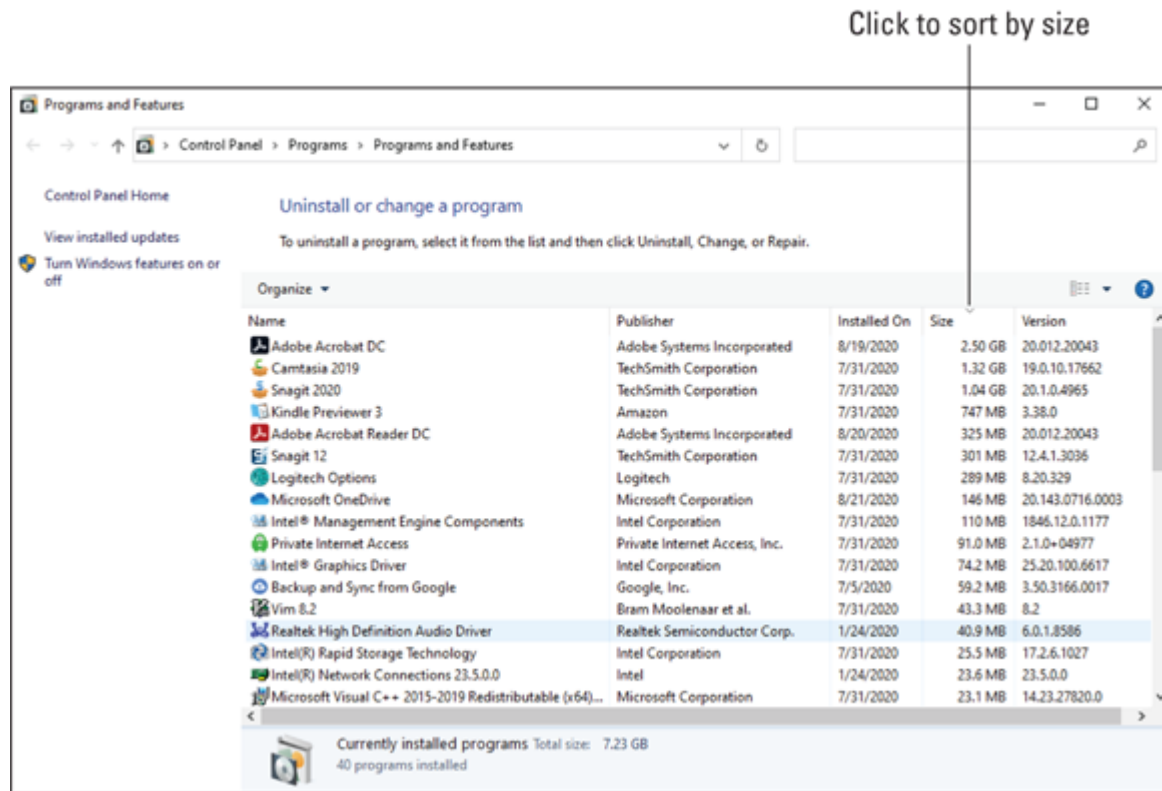 Click to sort by size
Programs and Features
Control Panel > Programs > Programs and Features
Control Panel Home
View installed updates
Turn Windows features on or
off
Uninstall or change a program
To uninstall a program, select it from the list and then click Uninstall, Change, or Repair.
Organize
Name Publisher Installed On Size Version
Adobe Acrobat DC Adobe Systems Incorporated 8/19/2020 2.50 GB 20.012.20043
Camtasia 2019 TechSmith Corporation 7/31/2020 1.32 GB 19.0.10.17662
Snagit 2020 TechSmith Corporation 7/31/2020 1.04 GB 20.1.0.4965
Kindle Previewer 3 Amazon 7/31/2020 747 MB 3.38.0
Adobe Acrobat Reader DC Adobe Systems Incorporated 8/20/2020 325 MB 20.012.20043
Snagit 12 TechSmith Corporation 7/31/2020 301 MB 12.4.1.3036
Logitech Options Logitech 7/31/2020 289 MB 8.20.329
Microsoft OneDrive Microsoft Corporation 8/21/2020 146 MB 20.143.0716.0003
Intel® Management Engine Components Intel Corporation 7/31/2020 110 MB 1846.12.0.1177
Private Internet Access Private Internet Access, Inc. 7/31/2020 91.0 MB 2.1.0+04977
Intel® Graphics Driver Intel Corporation 7/31/2020 74.2 MB 25.20.100.6617
Backup and Sync from Google Google, Inc. 7/5/2020 59.2 MB 3.50.3166.0017
Vim 8.2 Bram Moolenaar et al. 7/31/2020 43.3 MB 8.2
Realtek High Definition Audio Driver Realtek Semiconductor Corp. 1/24/2020 40.9 MB 6.0.1.8586
Intel(R) Rapid Storage Technology Intel Corporation 7/31/2020 25.5 MB 17.2.6.1027
Intel(R) Network Connections 23.5.0.0 Intel 1/24/2020 23.6 MB 23.5.0.0
Microsoft Visual C++ 2015-2019 Redistributable (x64)... Microsoft Corporation 7/31/2020 23.1 MB 14.23.27820.0
Currently installed programs Total size: 7.23 GB
40 programs installed